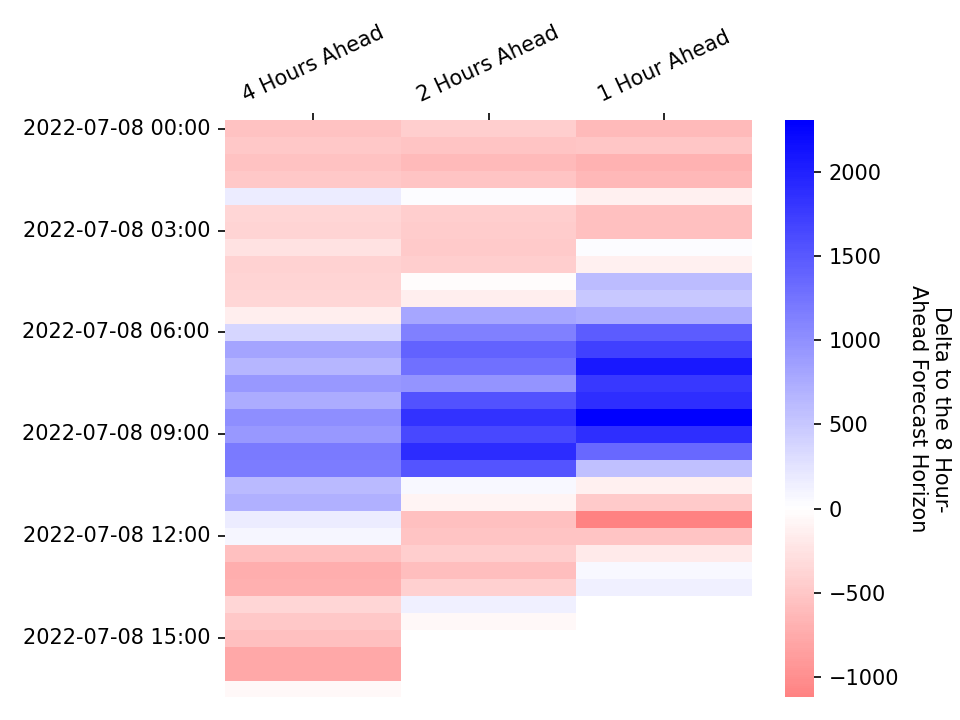 4 Hours Ahead
2 Hours Ahead
1 Hour Ahead
2022-07-08 00:00
2022-07-08 03:00
2022-07-08 06:00
2022-07-08 09:00
2022-07-08 12:00
2022-07-08 15:00
2000
1500
1000
500
0
−500
−1000
Delta to the 8 Hour-
Ahead Forecast Horizon